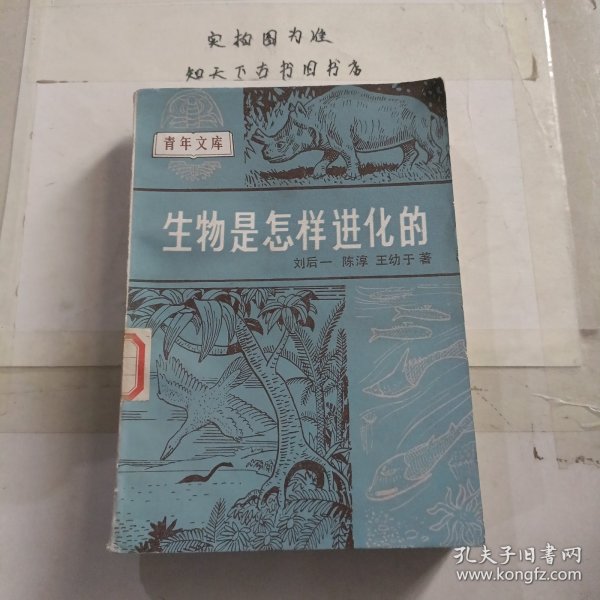 实拍图为准
知天下古书旧书店
青年文库
生物是怎样进化的
刘后一 陈淳 王幼于著
孔夫子旧书网
www.kongfz.com